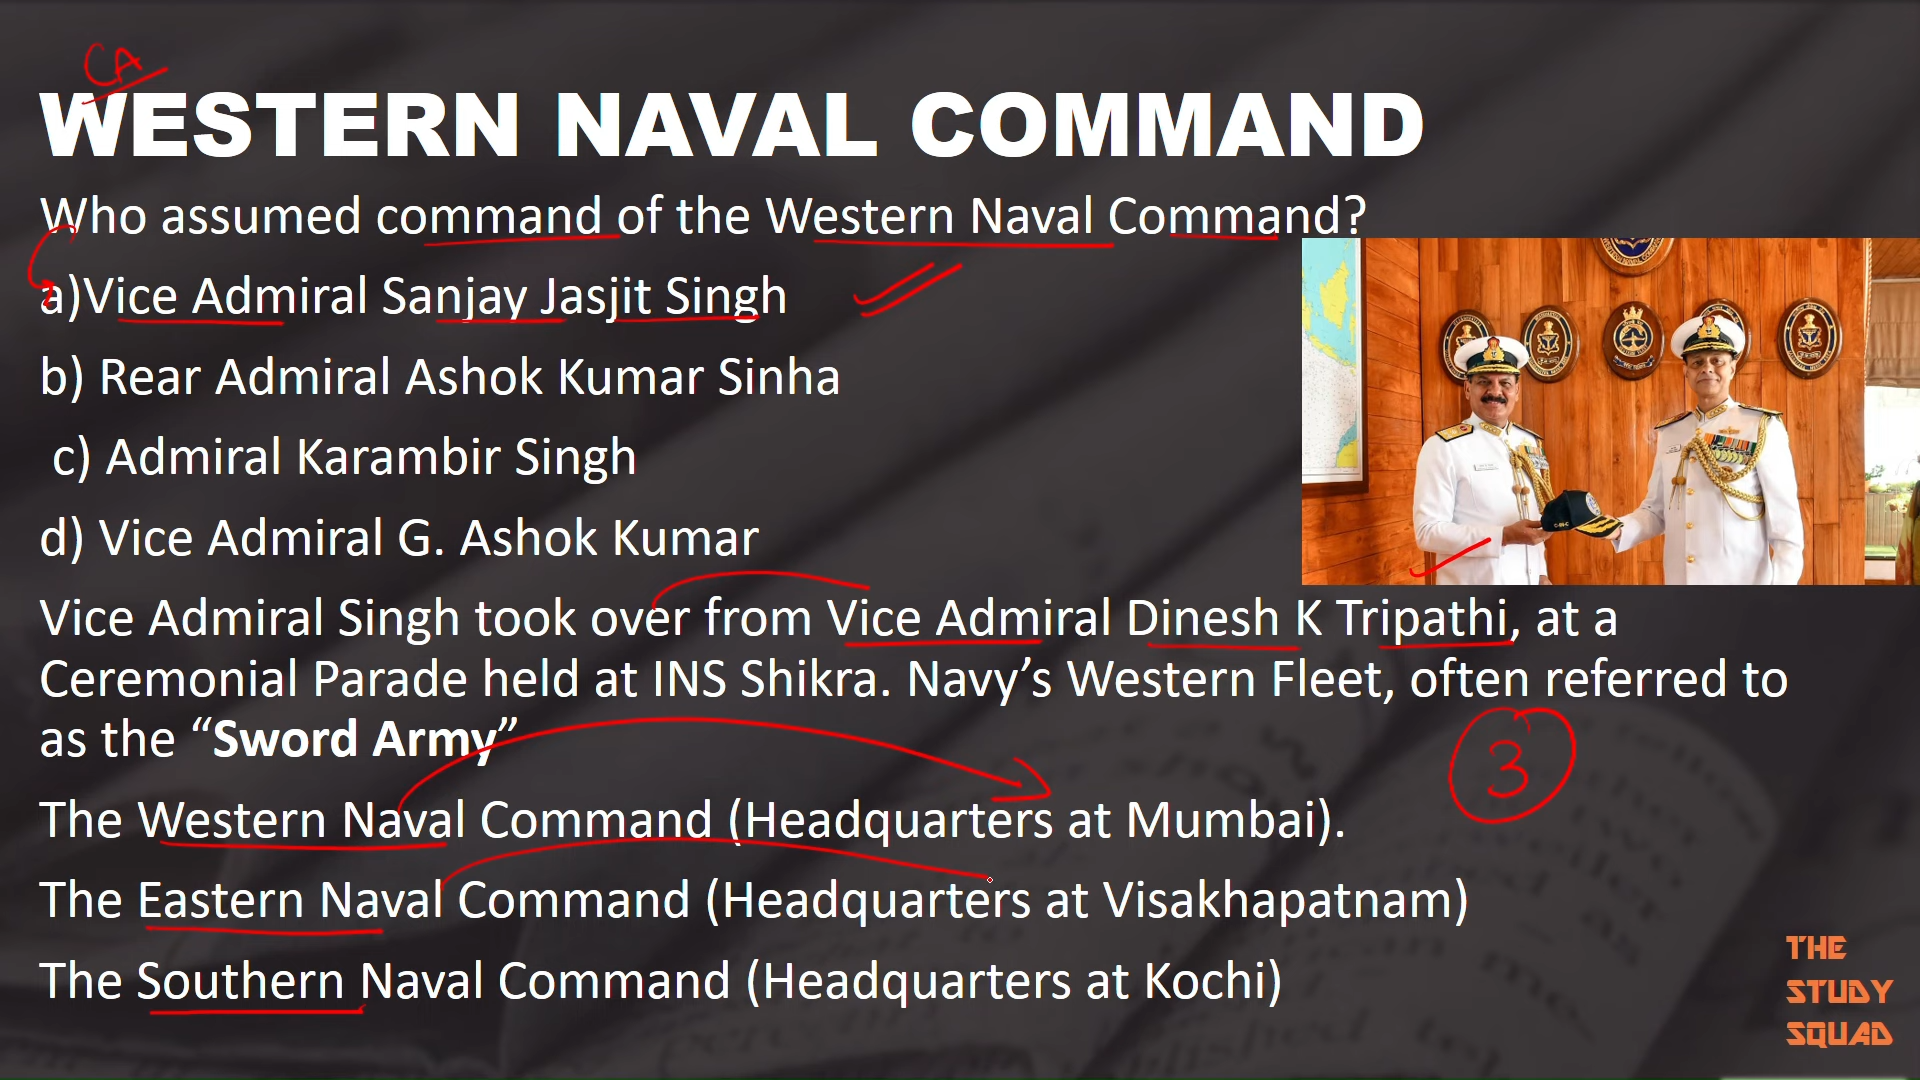 CA
WESTERN NAVAL COMMAND
Who assumed command of the Western Naval Command?
a)Vice Admiral Sanjay Jasjit Singh
b) Rear Admiral Ashok Kumar Sinha
c) Admiral Karambir Singh
d) Vice Admiral G. Ashok Kumar
Vice Admiral Singh took over from Vice Admiral Dinesh K Tripathi, at a
Ceremonial Parade held at INS Shikra. Navy’s Western Fleet, often referred to
as the “Sword Army”
3
The Western Naval Command (Headquarters at Mumbai).
The Eastern Naval Command (Headquarters at Visakhapatnam)
The Southern Naval Command (Headquarters at Kochi)
THE
STUDY
SQUAD